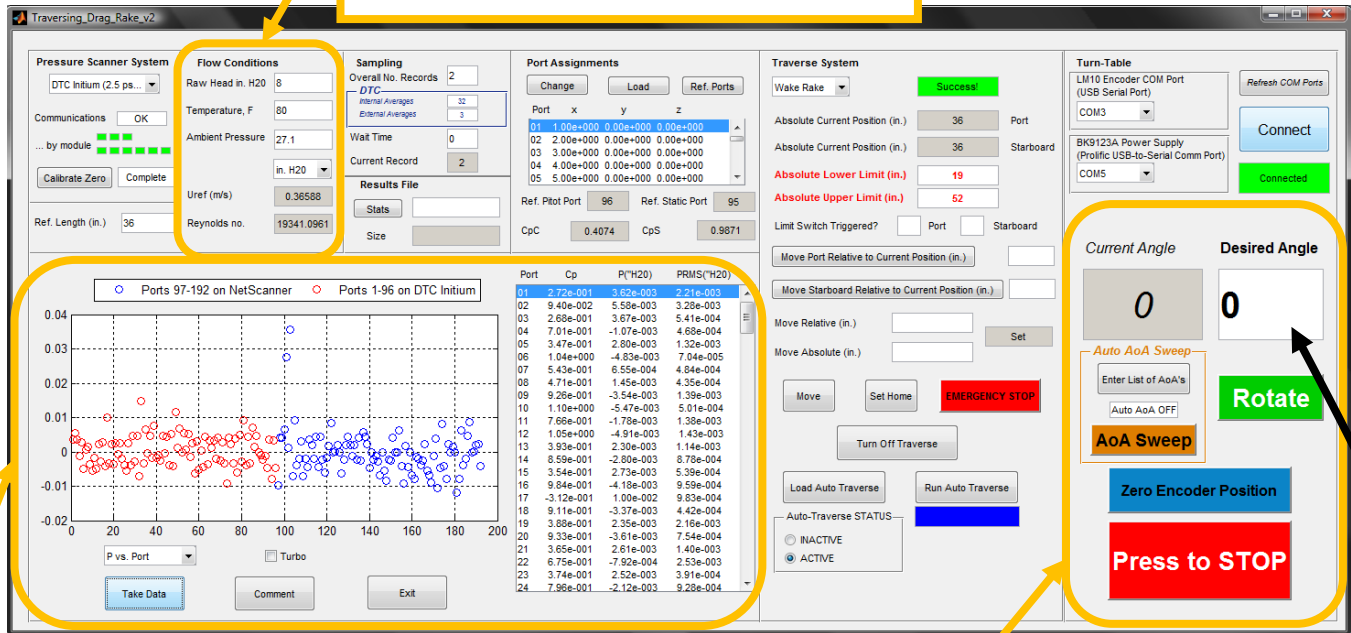 Traversing_Drag_Rake_v2
Pressure Scanner System
DTC Initium (2.5 ps...
Communications OK
... by module
Calibrate Zero Complete
Ref. Length (in.) 36
Flow Conditions
Raw Head in. H20 8
Temperature, F 80
Ambient Pressure 27.1
in. H20
Uref (m/s) 0.36588
Reynolds no. 19341.0961
Sampling
Overall No. Records 2
DTC
Internal Averages 32
External Averages 3
Wait Time 0
Current Record 2
Results File
Stats
Size
Port Assignments
Change Load Ref. Ports
Port x y z
01 1.00e+000 0.00e+000 0.00e+000
02 2.00e+000 0.00e+000 0.00e+000
03 3.00e+000 0.00e+000 0.00e+000
04 4.00e+000 0.00e+000 0.00e+000
05 5.00e+000 0.00e+000 0.00e+000
Ref. Pitot Port 96 Ref. Static Port 95
CpC 0.4074 CpS 0.9871
Ports 97-192 on NetScanner Ports 1-96 on DTC Initium
0.04
0.03
0.02
0.01
0
-0.01
-0.02
0 20 40 60 80 100 120 140 160 180 200
P vs. Port Turbo
Take Data Comment Exit
Port Cp P("H20) PRMS("H20)
01 2.72e-001 3.62e-003 2.21e-003
02 9.40e-002 5.58e-003 3.28e-003
03 2.68e-001 3.67e-003 5.41e-004
04 7.01e-001 -1.07e-003 4.68e-004
05 3.47e-001 2.80e-003 1.32e-003
06 1.04e+000 -4.83e-003 7.04e-005
07 5.43e-001 6.55e-004 4.84e-004
08 4.71e-001 1.45e-003 4.35e-004
09 9.26e-001 -3.54e-003 1.39e-003
10 1.10e+000 -5.47e-003 5.01e-004
11 7.66e-001 -1.78e-003 1.38e-003
12 1.05e+000 -4.91e-003 1.43e-003
13 3.93e-001 2.30e-003 1.14e-003
14 8.59e-001 -2.80e-003 8.78e-004
15 3.54e-001 2.73e-003 5.39e-004
16 9.84e-001 -4.18e-003 9.59e-004
17 -3.12e-001 1.00e-002 9.83e-004
18 9.11e-001 -3.37e-003 4.42e-004
19 3.88e-001 2.35e-003 2.16e-003
20 9.33e-001 -3.61e-003 7.54e-004
21 3.65e-001 2.61e-003 1.40e-003
22 6.75e-001 -7.92e-004 2.53e-003
23 3.74e-001 2.52e-003 3.91e-004
24 7.96e-001 -2.12e-003 9.28e-004
Traverse System
Wake Rake Success!
Absolute Current Position (in.) 36 Port
Absolute Current Position (in.) 36 Starboard
Absolute Lower Limit (in.) 19
Absolute Upper Limit (in.) 52
Limit Switch Triggered? Port Starboard
Move Port Relative to Current Position (in.)
Move Starboard Relative to Current Position (in.)
Move Relative (in.)
Set
Move Absolute (in.)
Move Set Home EMERGENCY STOP
Turn Off Traverse
Load Auto Traverse Run Auto Traverse
Auto-Traverse STATUS
INACTIVE
ACTIVE
Turn-Table
LM10 Encoder COM Port
(USB Serial Port)
COM3
Refresh COM Ports
Connect
BK9123A Power Supply
(Prolific USB-to-Serial Comm Port)
COM5
Connected
Current Angle Desired Angle
0 0
Auto AoA Sweep
Enter List of AoA's
Auto AoA OFF
AoA Sweep
Rotate
Zero Encoder Position
Press to STOP